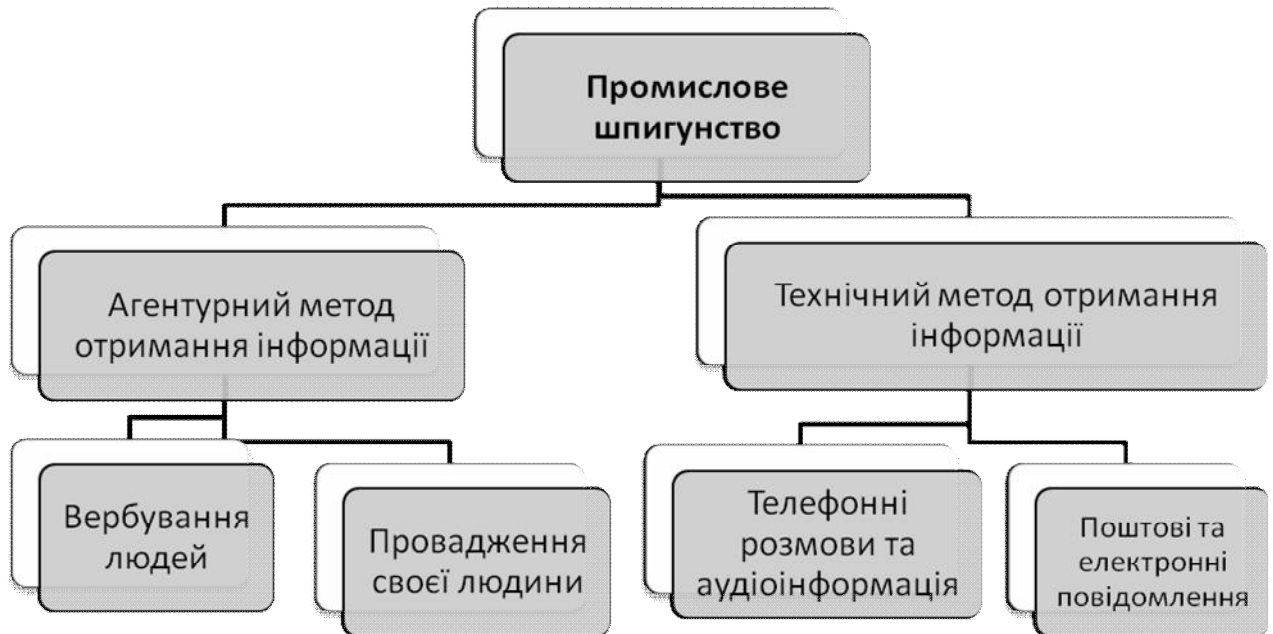 Промислове
шпигунство
Агентурний метод
отримання інформації
Технічний метод отримання
інформації
Вербування
людей
Провадження
своєї людини
Телефонні
розмови та
аудіоінформація
Поштові та
електронні
повідомлення